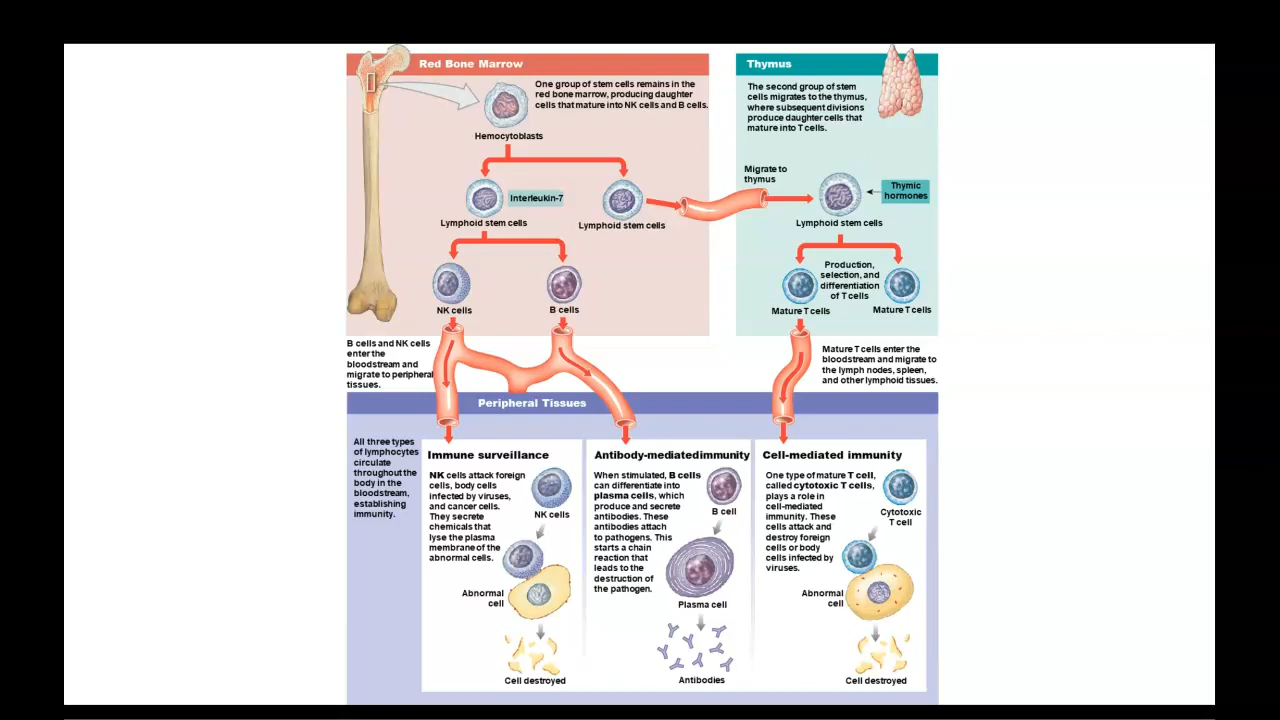 Red Bone Marrow
One group of stem cells remains in the
red bone marrow, producing daughter
cells that mature into NK cells and B cells.
Hemocytoblasts
Interleukin-7
Lymphoid stem cells
Lymphoid stem cells
NK cells
B cells
Thymus
The second group of stem
cells migrates to the thymus,
where subsequent divisions
produce daughter cells that
mature into T cells.
Migrate to
thymus
Thymic
hormones
Lymphoid stem cells
Production,
selection, and
differentiation
of T cells
Mature T cells
Mature T cells
B cells and NK cells
enter the
bloodstream and
migrate to peripheral
tissues.
Mature T cells enter the
bloodstream and migrate to
the lymph nodes, spleen,
and other lymphoid tissues.
Peripheral Tissues
All three types
of lymphocytes
circulate
throughout the
body in the
bloodstream,
establishing
immunity.
Immune surveillance
NK cells attack foreign
cells, body cells
infected by viruses,
and cancer cells.
They secrete
chemicals that
lyse the plasma
membrane of the
abnormal cells.
NK cells
Abnormal
cell
Cell destroyed
Antibody-mediated immunity
When stimulated, B cells
can differentiate into
plasma cells, which
produce and secrete
antibodies. These
antibodies attach
to pathogens. This
starts a chain
reaction that
leads to the
destruction of
the pathogen.
B cell
Plasma cell
Antibodies
Cell-mediated immunity
One type of mature T cell,
called cytotoxic T cells,
plays a role in
cell-mediated
immunity. These
cells attack and
destroy foreign
cells or body
cells infected by
viruses.
Cytotoxic
T cell
Abnormal
cell
Cell destroyed